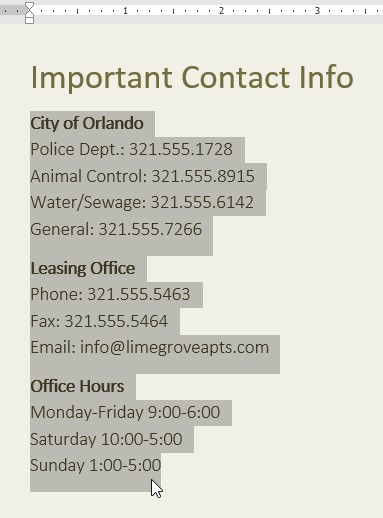 1 2 3
Important Contact Info
City of Orlando
Police Dept.: 321.555.1728
Animal Control: 321.555.8915
Water/Sewage: 321.555.6142
General: 321.555.7266
Leasing Office
Phone: 321.555.5463
Fax: 321.555.5464
Email: info@limegroveapts.com
Office Hours
Monday-Friday 9:00-6:00
Saturday 10:00-5:00
Sunday 1:00-5:00